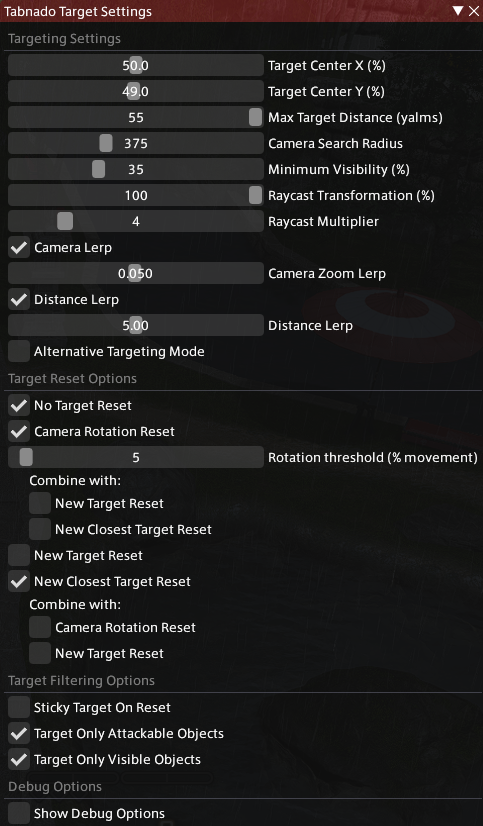 Tabnado Target Settings
Targeting Settings
50.0 Target Center X (%)
49.0 Target Center Y (%)
55 Max Target Distance (yalms)
375 Camera Search Radius
35 Minimum Visibility (%)
100 Raycast Transformation (%)
4 Raycast Multiplier
Camera Lerp
0.050 Camera Zoom Lerp
Distance Lerp
5.00 Distance Lerp
Alternative Targeting Mode
Target Reset Options
No Target Reset
Camera Rotation Reset
5 Rotation threshold (% movement)
Combine with:
New Target Reset
New Closest Target Reset
New Target Reset
New Closest Target Reset
Combine with:
Camera Rotation Reset
New Target Reset
Target Filtering Options
Sticky Target On Reset
Target Only Attackable Objects
Target Only Visible Objects
Debug Options
Show Debug Options